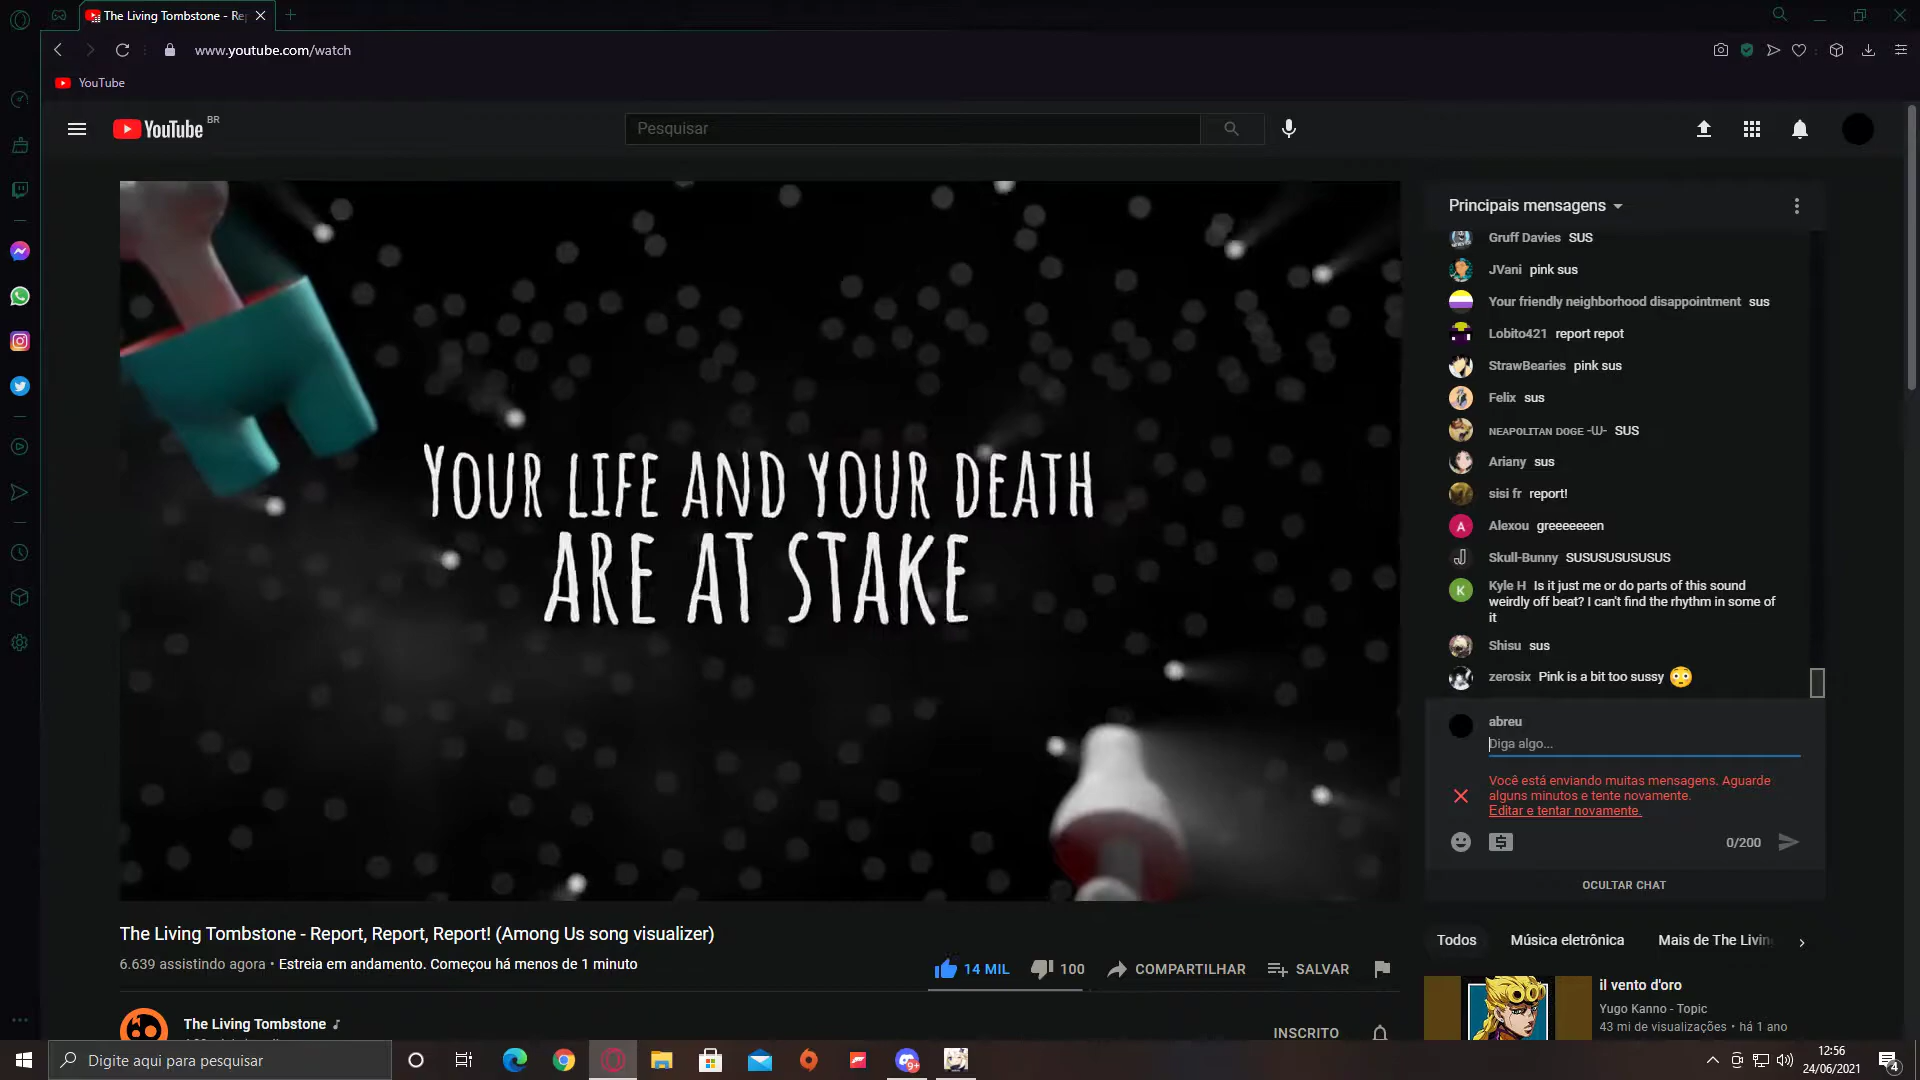 The Living Tombstone - Rep
www.youtube.com/watch
YouTube
YouTube BR
Pesquisar
YOUR LIFE AND YOUR DEATH
ARE AT STAKE
Principais mensagens
Gruff Davies SUS
JVani pink sus
Your friendly neighborhood disappointment sus
Lobito421 report repot
StrawBearies pink sus
Felix sus
NEAPOLITAN DOGE -Ш- SUS
Ariany sus
sisi fr report!
A Alexou greeeeeeen
Skull-Bunny SUSUSUSUSUSUS
K Kyle H Is it just me or do parts of this sound
weirdly off beat? I can't find the rhythm in some of
it
Shisu sus
zerosix Pink is a bit too sussy 😳
abreu
Diga algo...
Você está enviando muitas mensagens. Aguarde
alguns minutos e tente novamente.
Editar e tentar novamente.
0/200
OCULTAR CHAT
The Living Tombstone - Report, Report, Report! (Among Us song visualizer)
6.639 assistindo agora • Estreia em andamento. Começou há menos de 1 minuto
14 MIL
100
COMPARTILHAR
SALVAR
The Living Tombstone
INSCRITO
Todos
Música eletrônica
Mais de The Livin
il vento d'oro
Yugo Kanno - Topic
43 mi de visualizações • há 1 ano
Digite aqui para pesquisar
9+
12:56
24/06/2021
4